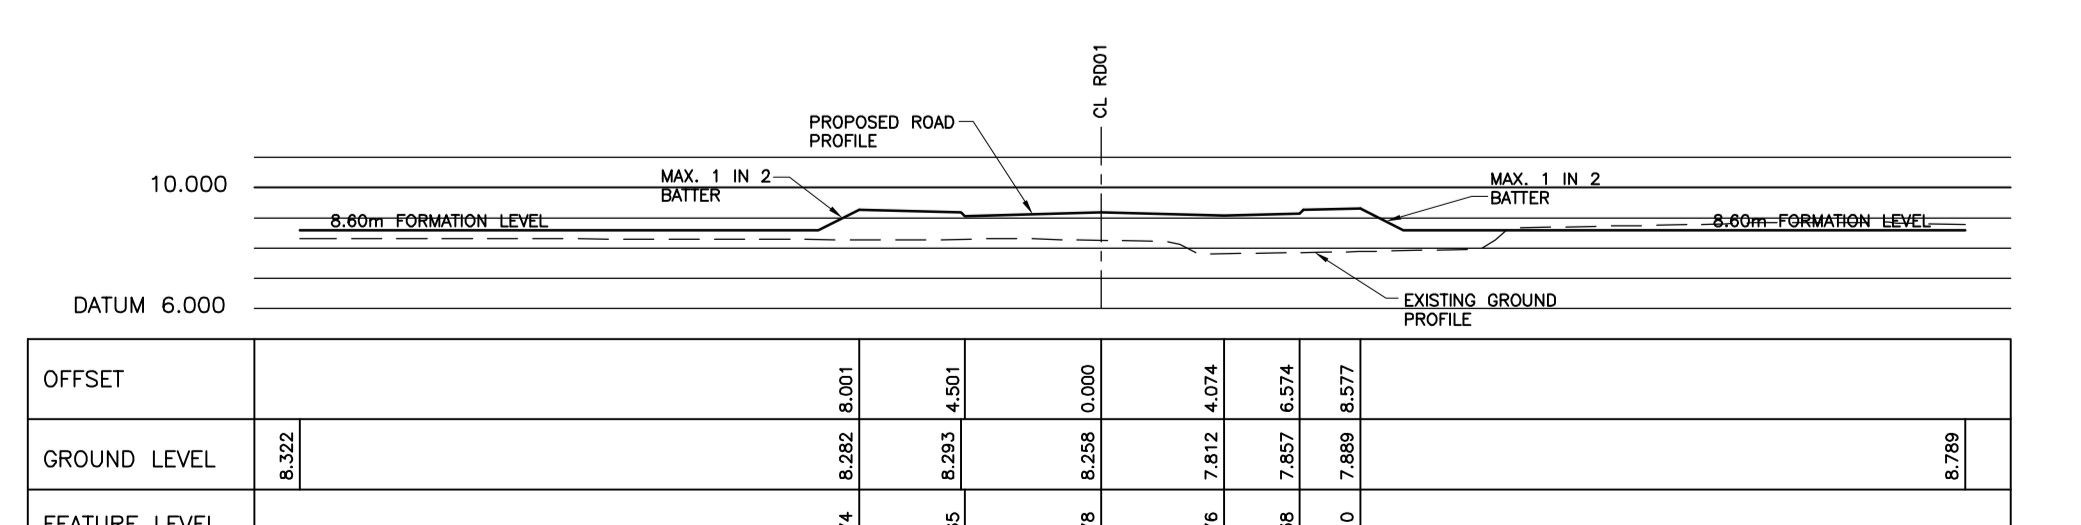 CL RD01
PROPOSED ROAD
PROFILE
MAX. 1 IN 2
BATTER
MAX. 1 IN 2
BATTER
10.000
8.60m FORMATION LEVEL
8.60m FORMATION LEVEL
DATUM 6.000
EXISTING GROUND
PROFILE
OFFSET 8.001 4.501 0.000 4.074 6.574 8.577
GROUND LEVEL 8.322 8.282 8.293 8.258 7.812 7.857 7.889 8.789
FEATURE LEVEL